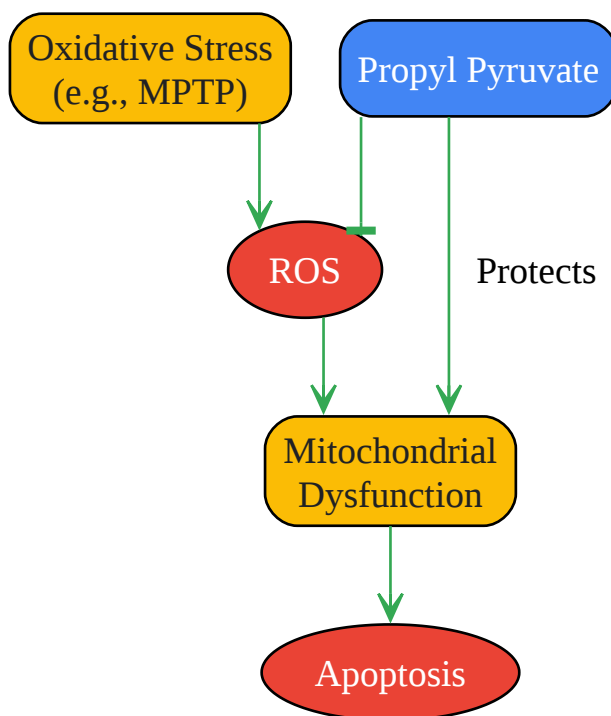 Oxidative Stress
(e.g., MPTP)
Propyl Pyruvate
ROS
Protects
Mitochondrial
Dysfunction
Apoptosis